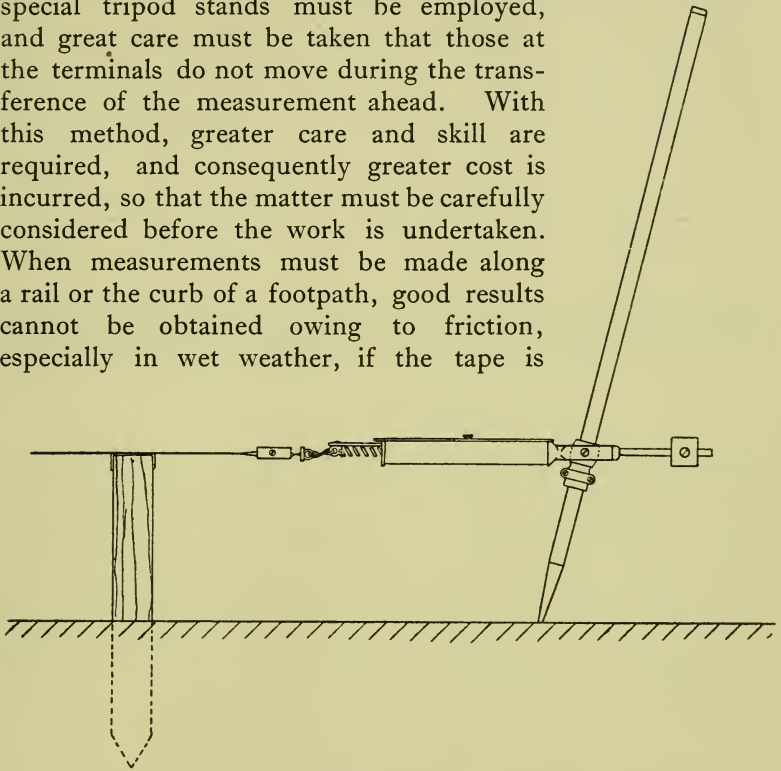 special tripod stands must be employed,
and great care must be taken that those at
the terminals do not move during the trans-
ference of the measurement ahead. With
this method, greater care and skill are
required, and consequently greater cost is
incurred, so that the matter must be carefully
considered before the work is undertaken.
When measurements must be made along
a rail or the curb of a footpath, good results
cannot be obtained owing to friction,
especially in wet weather, if the tape is